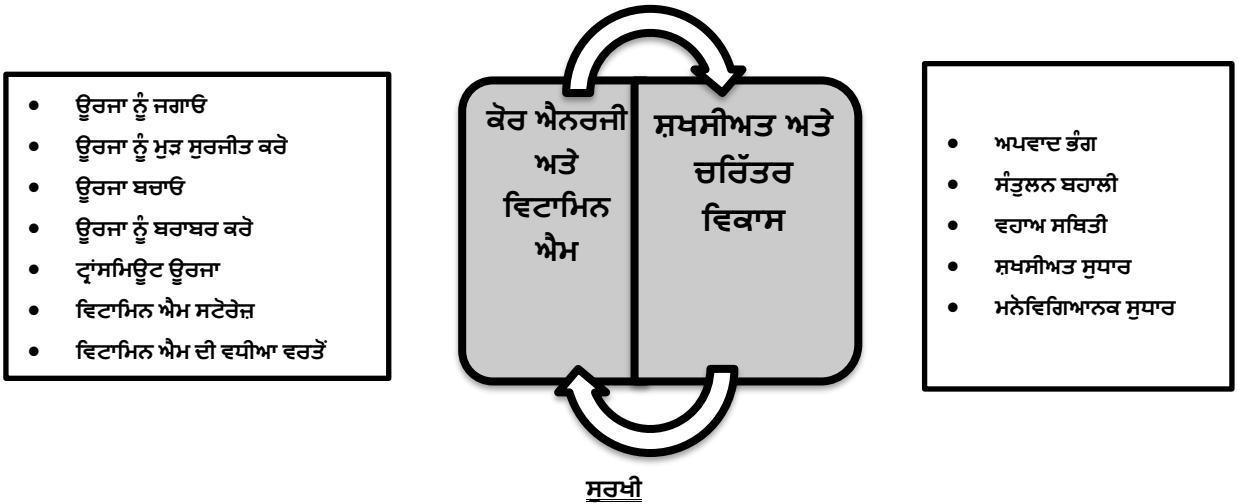 • ਊਰਜਾ ਨੂੰ ਜਗਾਓ
• ਊਰਜਾ ਨੂੰ ਮੁੜ ਸੁਰਜੀਤ ਕਰੋ
• ਊਰਜਾ ਬਚਾਓ
• ਊਰਜਾ ਨੂੰ ਬਰਾਬਰ ਕਰੋ
• ਟ੍ਰਾਂਸਮਿਊਟ ਊਰਜਾ
• ਵਿਟਾਮਿਨ ਐਮ ਸਟੋਰੇਜ਼
• ਵਿਟਾਮਿਨ ਐਮ ਦੀ ਵਧੀਆ ਵਰਤੋਂ
ਕੋਰ ਐਨਰਜੀ
ਅਤੇ
ਵਿਟਾਮਿਨ
ਐਮ
ਸ਼ਖਸੀਅਤ ਅਤੇ
ਚਰਿੱਤਰ
ਵਿਕਾਸ
• ਅਪਵਾਦ ਭੰਗ
• ਸੰਤੁਲਨ ਬਹਾਲੀ
• ਵਹਾਅ ਸਥਿਤੀ
• ਸ਼ਖਸੀਅਤ ਸੁਧਾਰ
• ਮਨੋਵਿਗਿਆਨਕ ਸੁਧਾਰ
ਸੁਰਖੀ